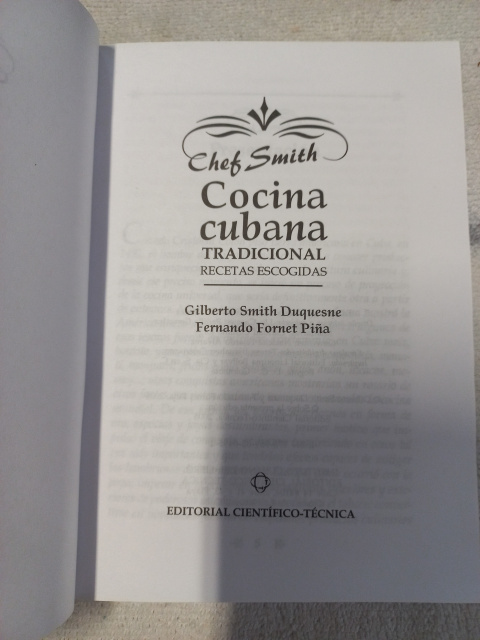 Chef Smith
Cocina
cubana
TRADICIONAL
RECETAS ESCOGIDAS
Gilberto Smith Duquesne
Fernando Fornet Piña
EDITORIAL CIENTÍFICO-TÉCNICA